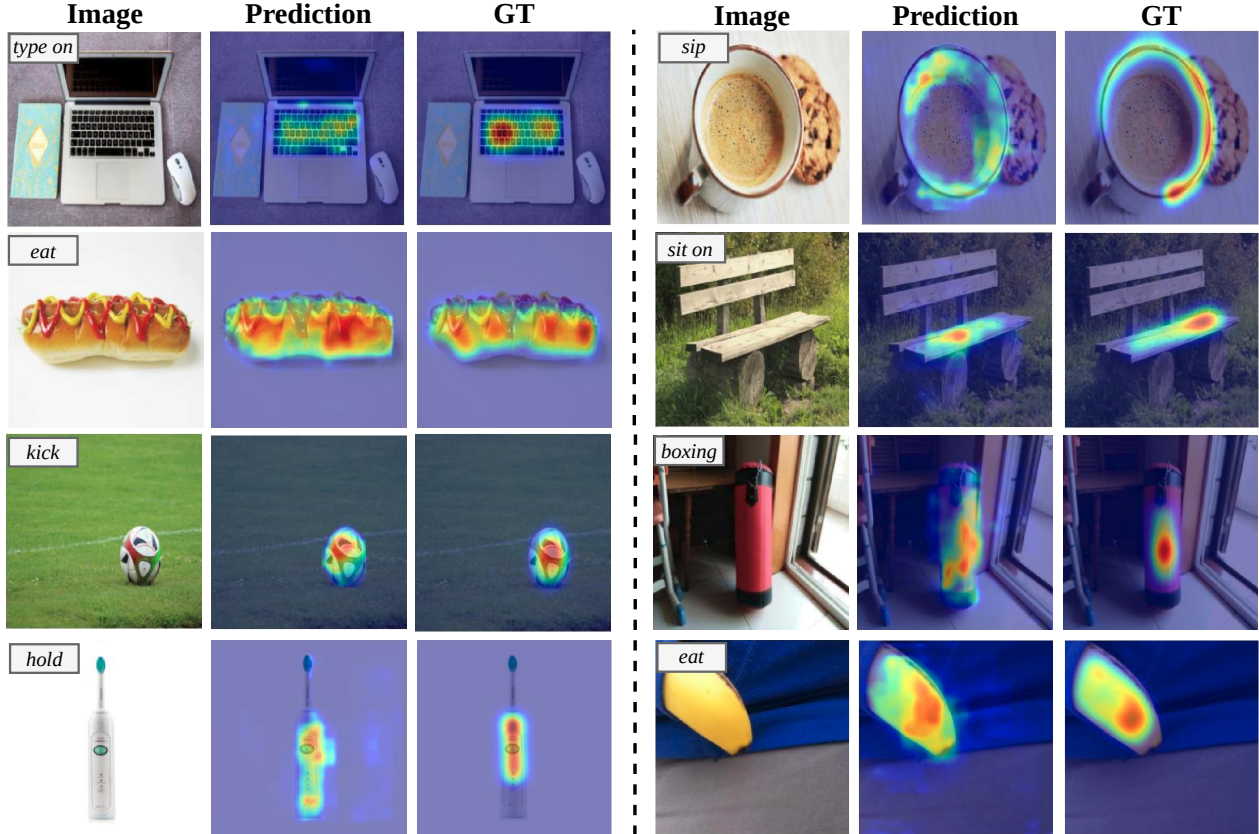 Image Prediction GT Image Prediction GT
type on
sip
eat
sit on
kick
boxing
hold
eat